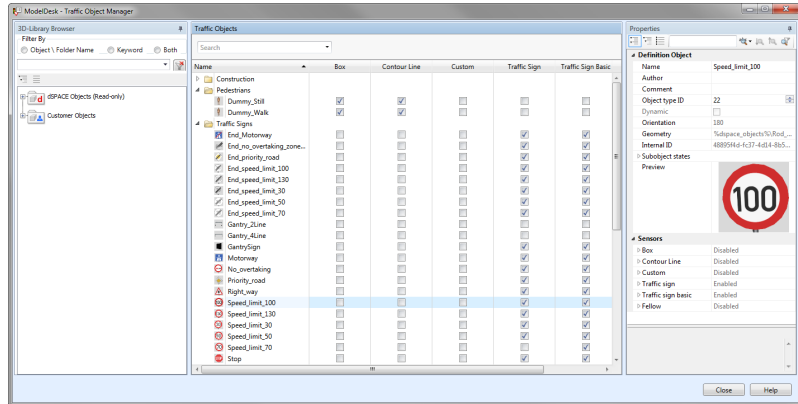 ModelDesk - Traffic Object Manager
3D-Library Browser
Filter By
Object \ Folder Name Keyword Both
dSPACE Objects (Read-only)
Customer Objects
Traffic Objects
Search
Name Box Contour Line Custom Traffic Sign Traffic Sign Basic
Construction
Pedestrians
Dummy_Still
Dummy_Walk
Traffic Signs
End_Motorway
End_no_overtaking_zone...
End_priority_road
End_speed_limit_100
End_speed_limit_130
End_speed_limit_30
End_speed_limit_50
End_speed_limit_70
Gantry_2Line
Gantry_4Line
GantrySign
Motorway
No_overtaking
Priority_road
Right_way
Speed_limit_100
Speed_limit_130
Speed_limit_30
Speed_limit_50
Speed_limit_70
Stop
Properties
Definition Object
Name Speed_limit_100
Author
Comment
Object type ID 22
Dynamic
Orientation 180
Geometry %dspace_objects%\Rod_...
Internal ID 48895f4d-fc37-4d14-8b5...
Subobject states
Preview
100
Sensors
Box Disabled
Contour Line Disabled
Custom Disabled
Traffic sign Enabled
Traffic sign basic Enabled
Fellow Disabled
Close Help